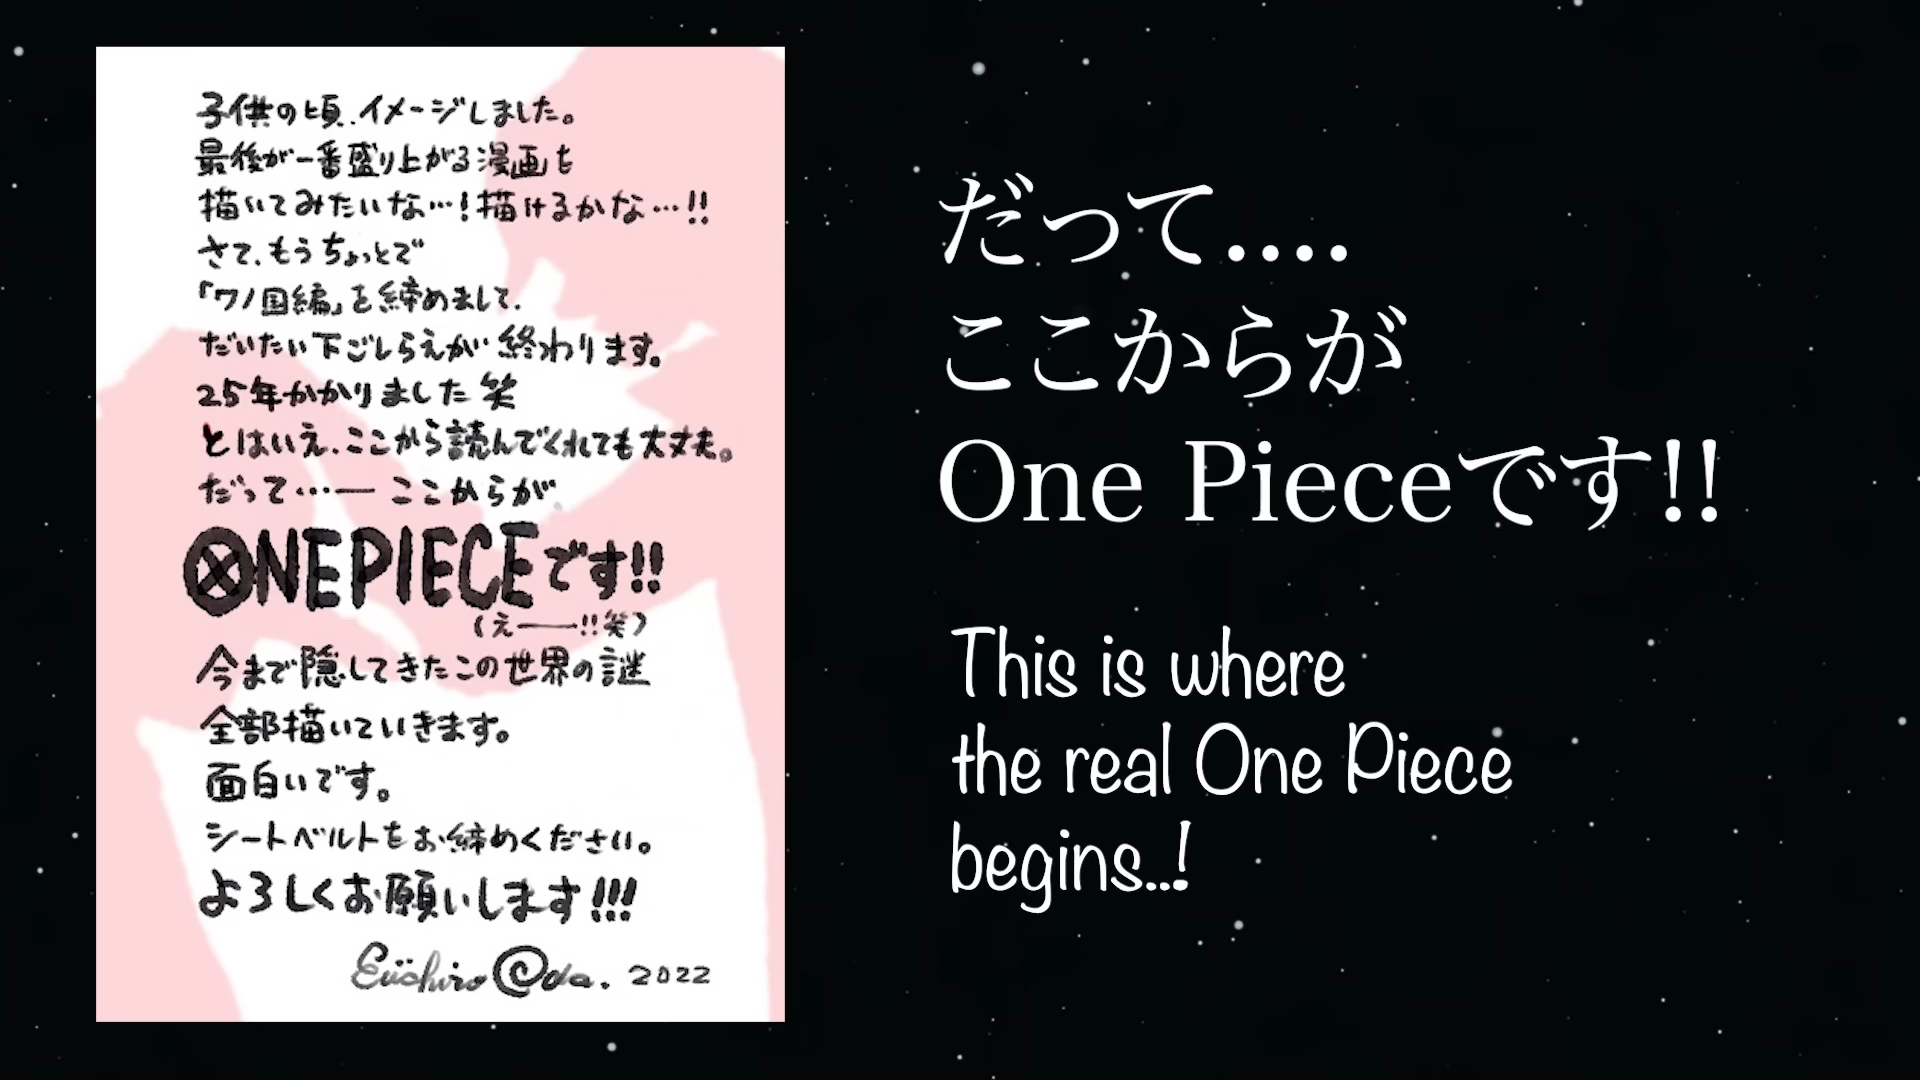 子供の頃、イメージしました。
最後が一番盛り上がる漫画を
描いてみたいな…!描けるかな…!!
さて、もうちょっとで
「ワノ国編」を締めまして、
だいたい下ごしらえが終わります。
25年かかりました笑
とはいえ、ここから読んでくれても大丈夫。
だって…― ここからが
ONE PIECEです!!
(えー――!!笑)
今まで隠してきたこの世界の謎
全部描いていきます。
面白いです。
シートベルトをお締めください。
よろしくお願いします!!!
Eiichiro Oda. 2022
だって....
ここからが
One Pieceです!!
This is where
the real One Piece
begins..!